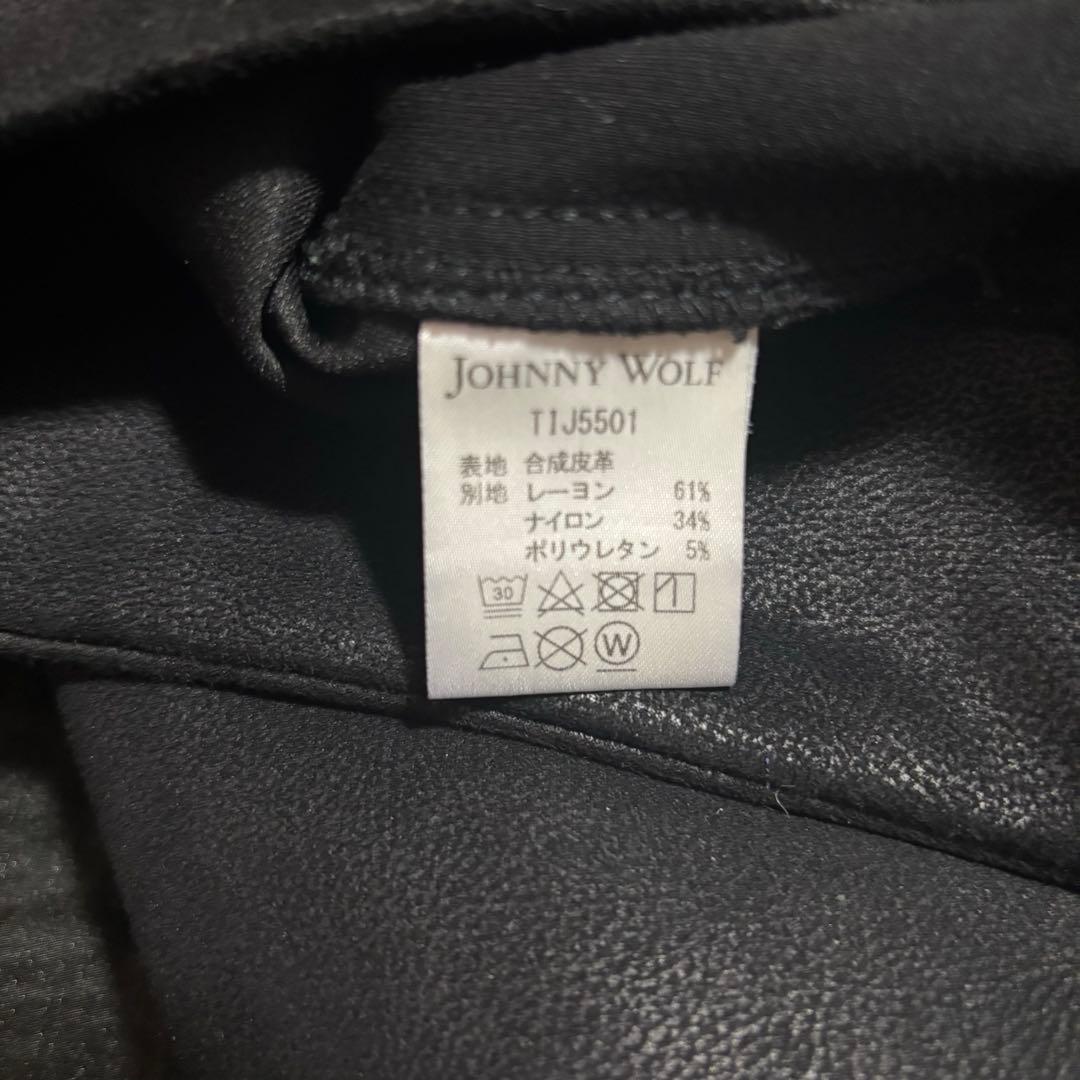 JOHNNY WOLF
T1J5501
表地 合成皮革
別地 レーヨン 61%
ナイロン 34%
ポリウレタン 5%
30
W